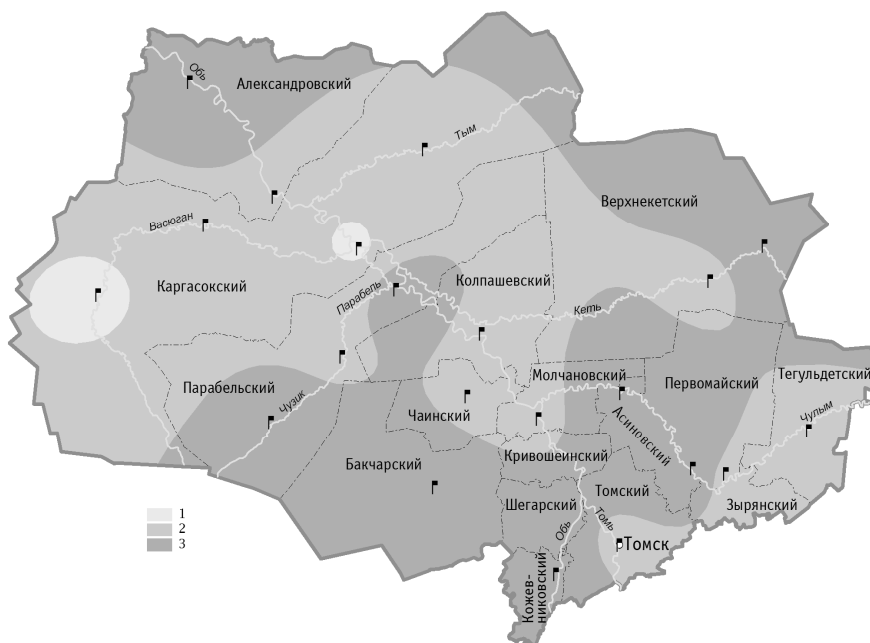 Обь
Александровский
Тым
Верхнекетский
Васюган
Каргасокский
Колпашевский
Парабель
Кеть
Молчановский
Тегульдетский
Парабельский
Первомайский
Чузик
Чаинский
Чулым
Асиновский
Кривошеинский
Бакчарский
Томский
Шегарский
Зырянский
1
2
3
Обь
Томь
Томск
Кожев-
никовский